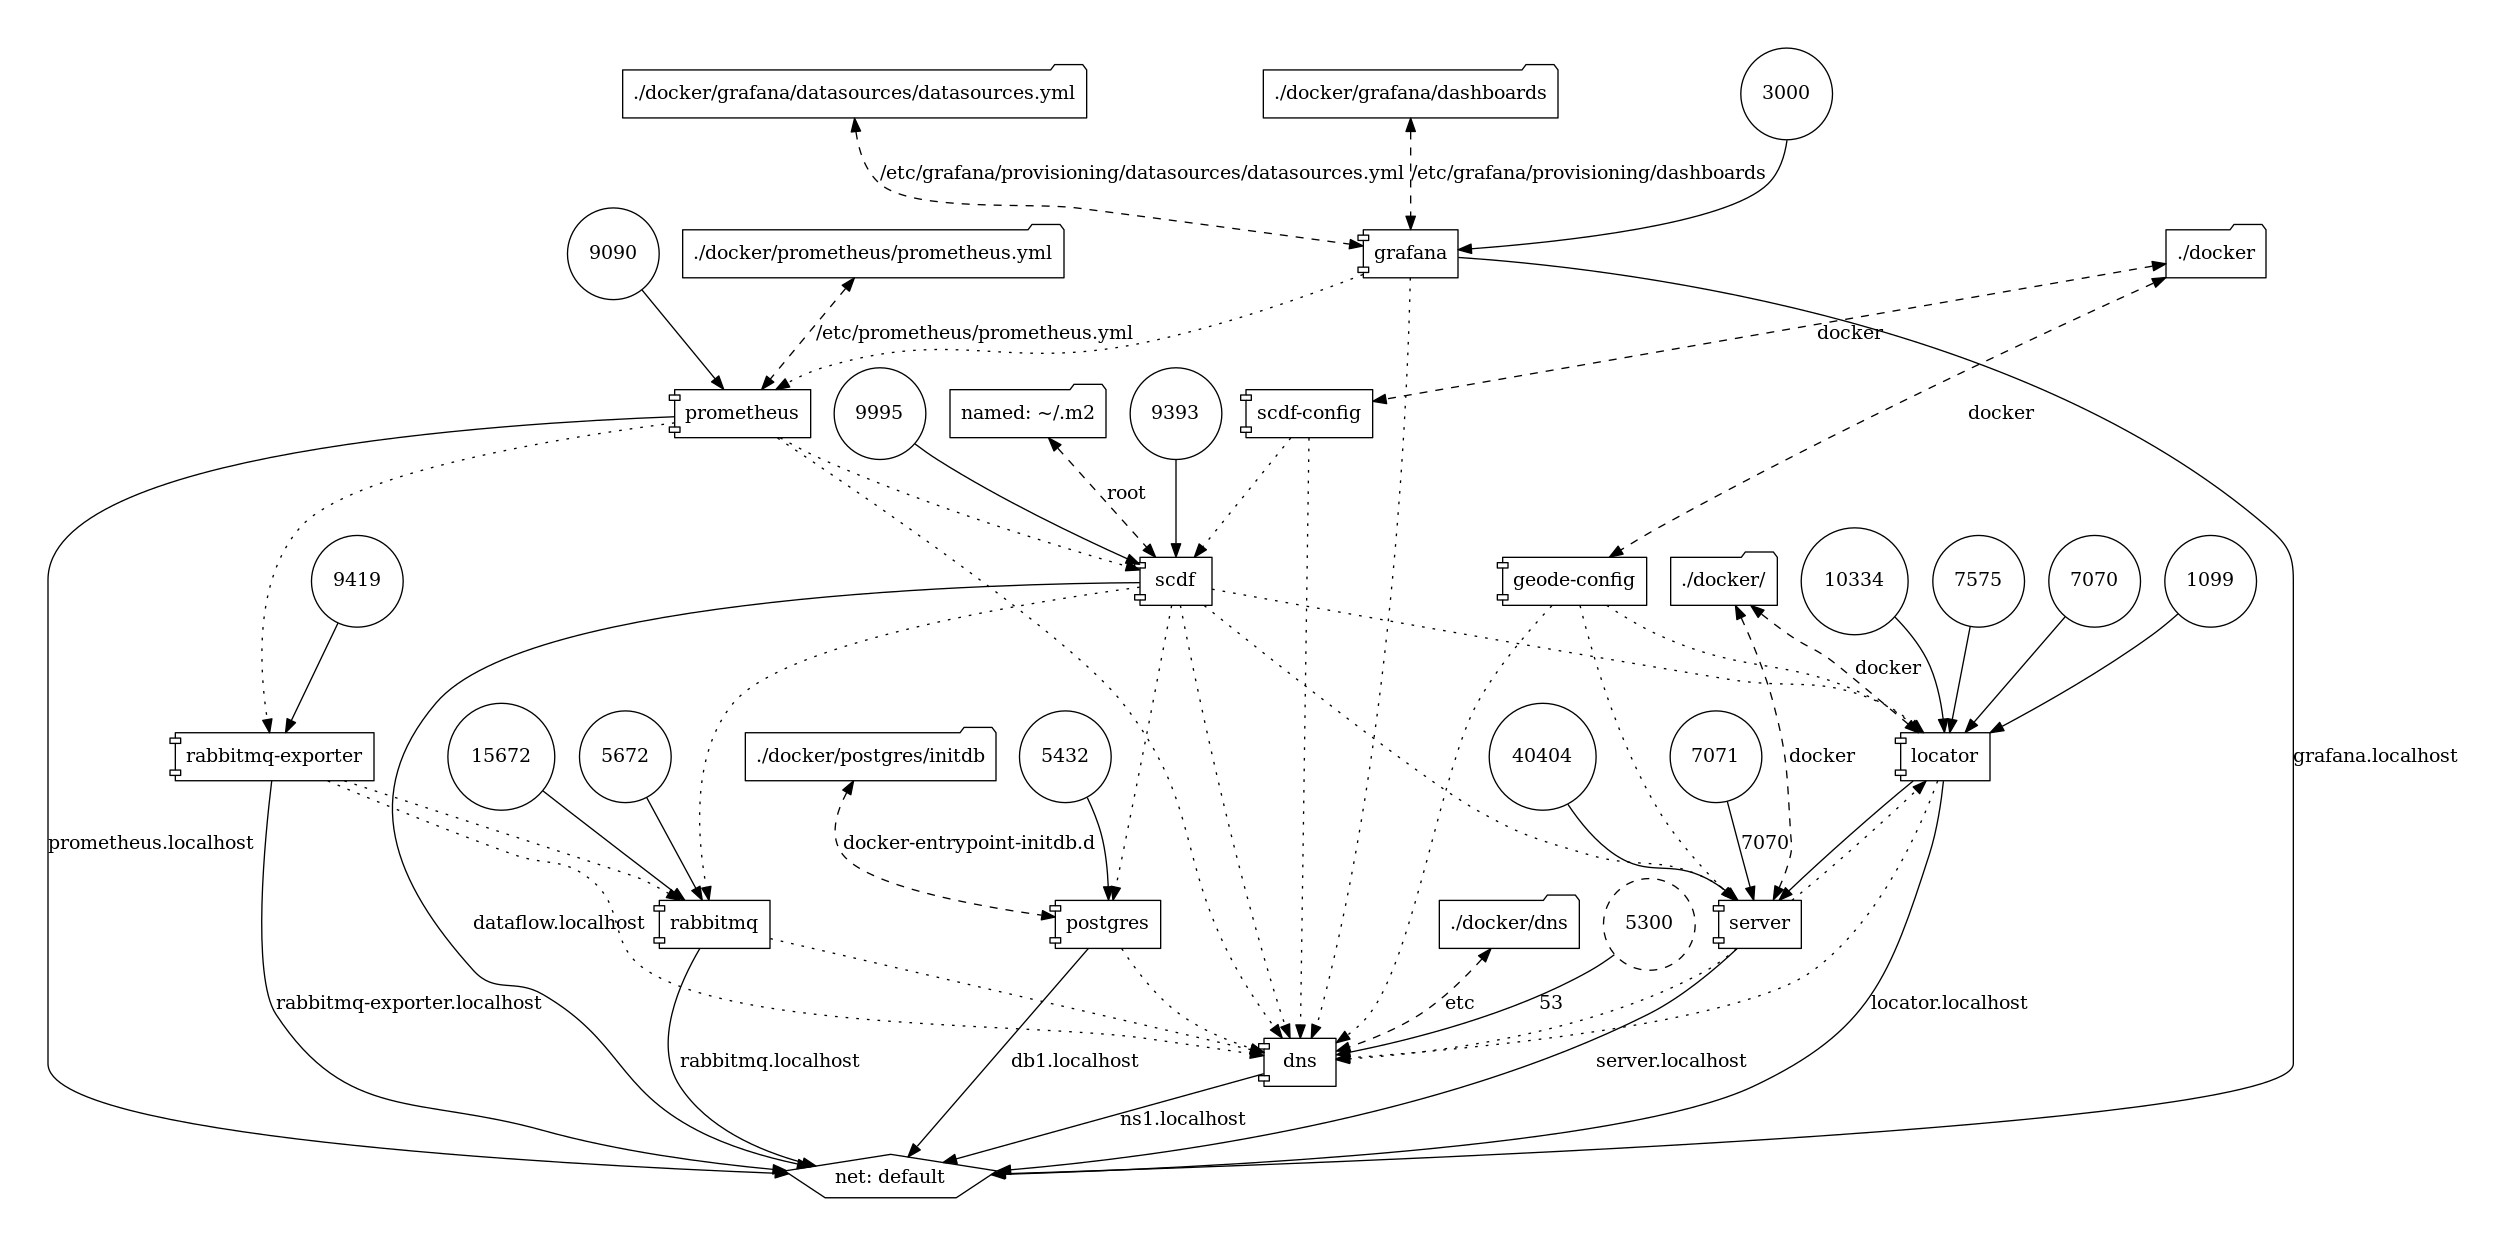 ./docker/grafana/datasources/datasources.yml
./docker/grafana/dashboards
3000
/etc/grafana/provisioning/datasources/datasources.yml
/etc/grafana/provisioning/dashboards
9090
./docker/prometheus/prometheus.yml
grafana
./docker
/etc/prometheus/prometheus.yml
docker
prometheus
9995
named: ~/.m2
9393
scdf-config
docker
root
9419
scdf
geode-config
./docker/
10334
7575
7070
1099
docker
rabbitmq-exporter
15672
5672
./docker/postgres/initdb
5432
40404
7071
docker
locator
grafana.localhost
prometheus.localhost
docker-entrypoint-initdb.d
7070
dataflow.localhost
rabbitmq
postgres
./docker/dns
5300
server
rabbitmq-exporter.localhost
etc
53
locator.localhost
rabbitmq.localhost
db1.localhost
dns
server.localhost
ns1.localhost
net: default